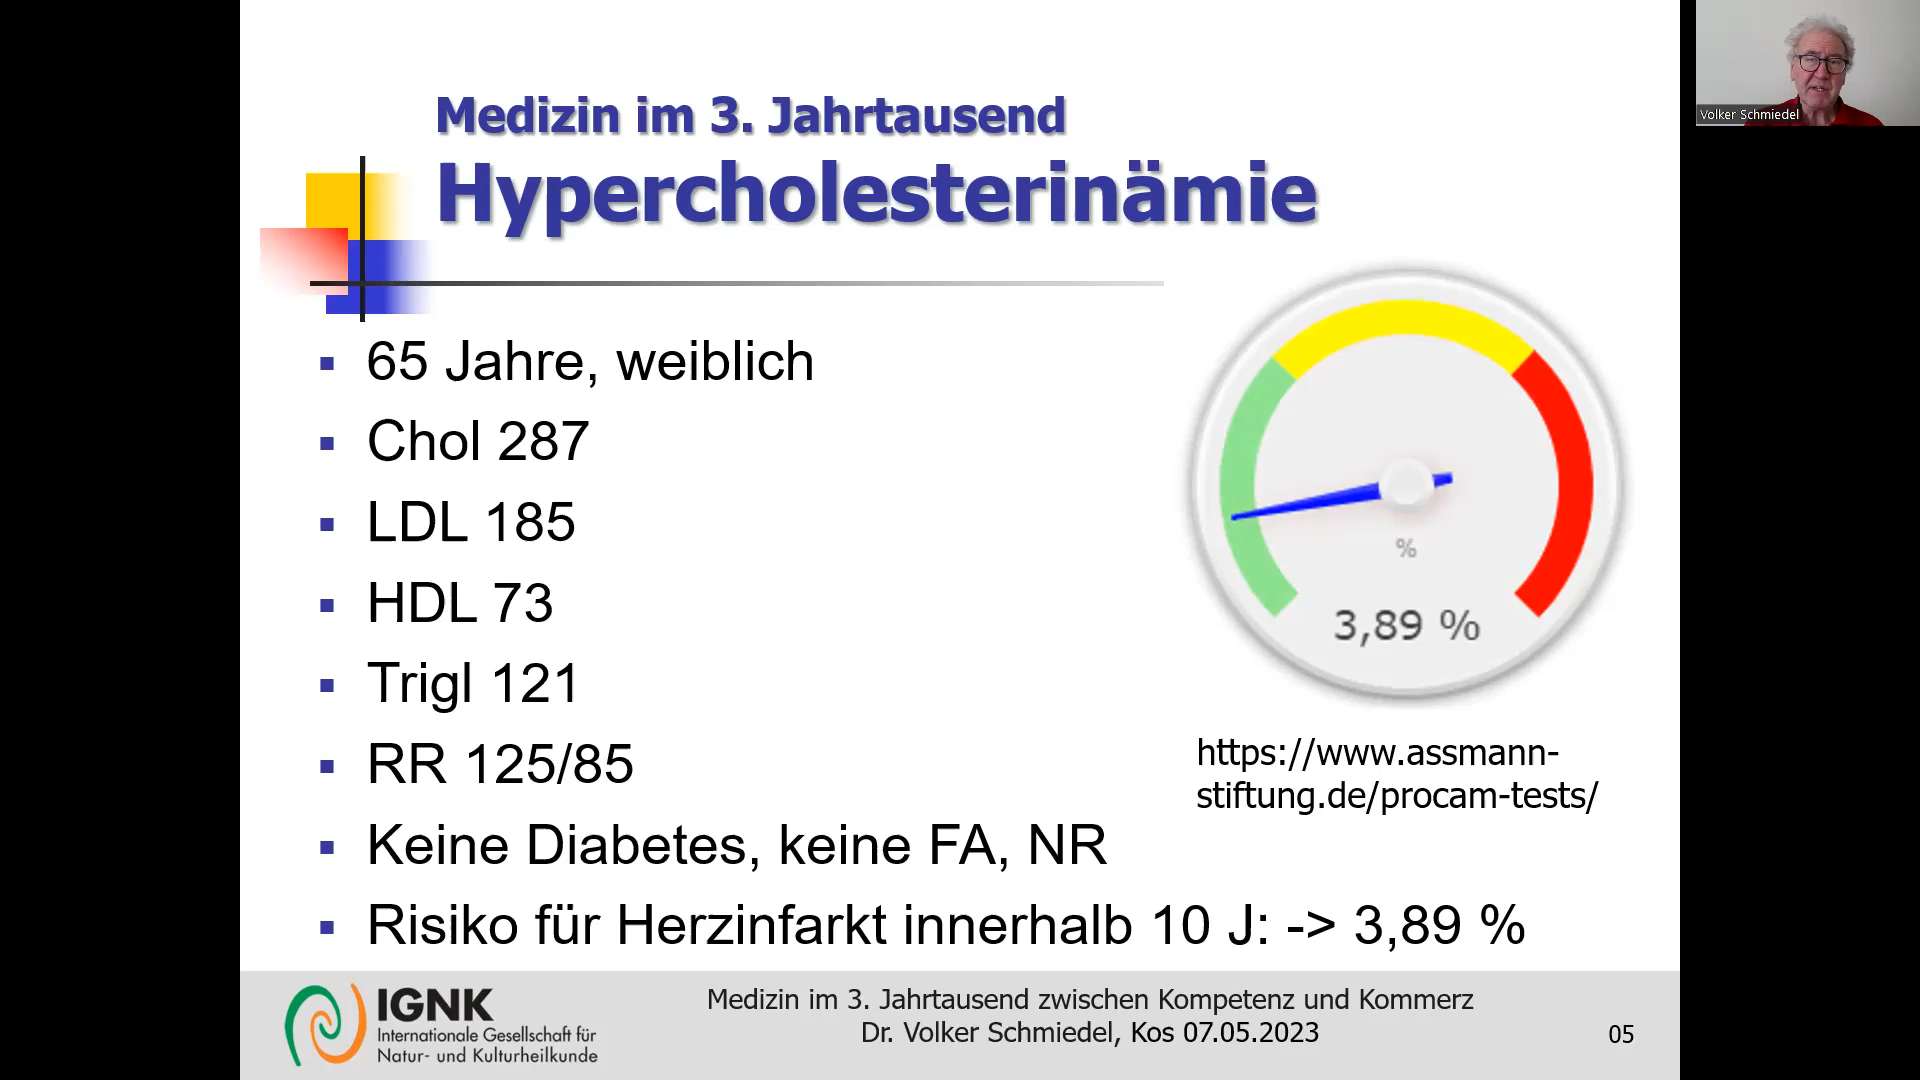 Medizin im 3. Jahrtausend
Hypercholesterinämie
65 Jahre, weiblich
Chol 287
LDL 185
HDL 73
Trigl 121
RR 125/85
Keine Diabetes, keine FA, NR
Risiko für Herzinfarkt innerhalb 10 J: -> 3,89 %
%
3,89 %
https://www.assmann-
stiftung.de/procam-tests/
IGNK
Internationale Gesellschaft für
Natur- und Kulturheilkunde
Medizin im 3. Jahrtausend zwischen Kompetenz und Kommerz
Dr. Volker Schmiedel, Kos 07.05.2023
05
Volker Schmiedel